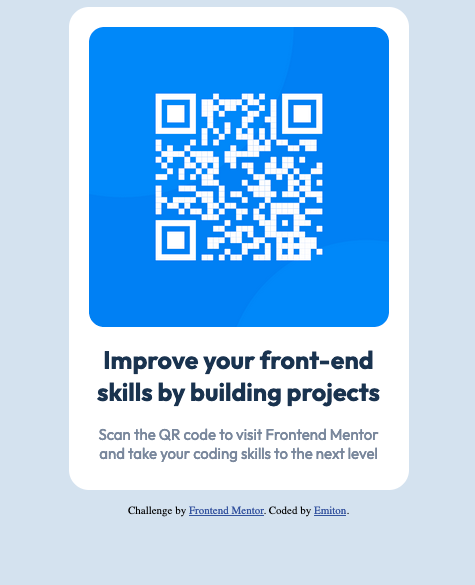 Improve your front-end
skills by building projects
Scan the QR code to visit Frontend Mentor
and take your coding skills to the next level
Challenge by Frontend Mentor. Coded by Emiton.